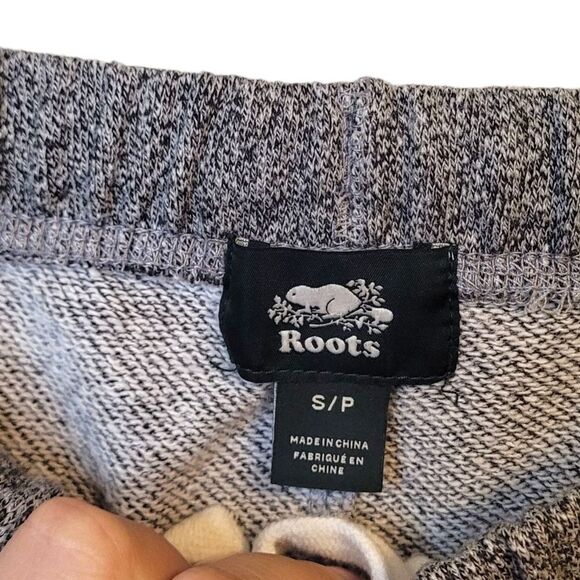 Roots
S/P
MADE IN CHINA
FABRIQUÉ EN
CHINE